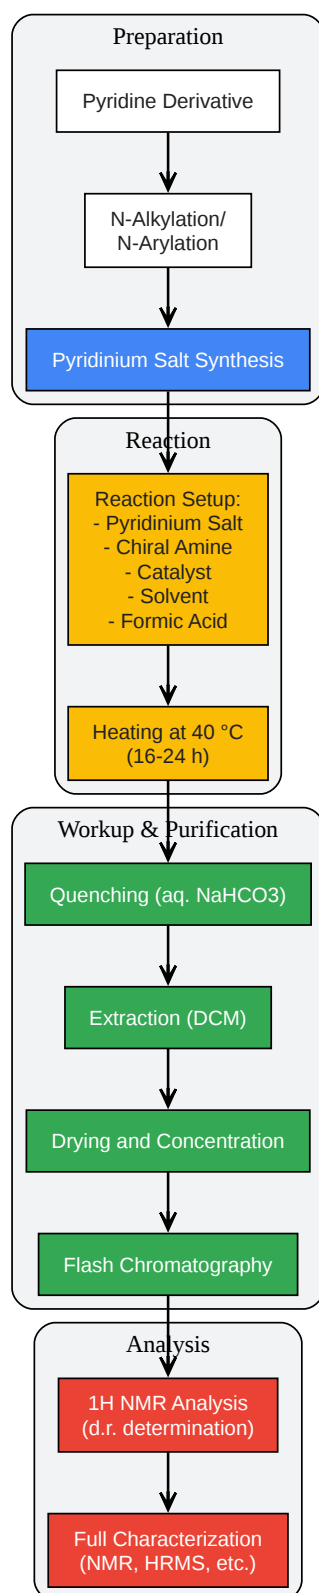 Preparation
Pyridine Derivative
N-Alkylation/
N-Arylation
Pyridinium Salt Synthesis
Reaction
Reaction Setup:
- Pyridinium Salt
- Chiral Amine
- Catalyst
- Solvent
- Formic Acid
Heating at 40 °C
(16-24 h)
Workup & Purification
Quenching (aq. NaHCO3)
Extraction (DCM)
Drying and Concentration
Flash Chromatography
Analysis
1H NMR Analysis
(d.r. determination)
Full Characterization
(NMR, HRMS, etc.)